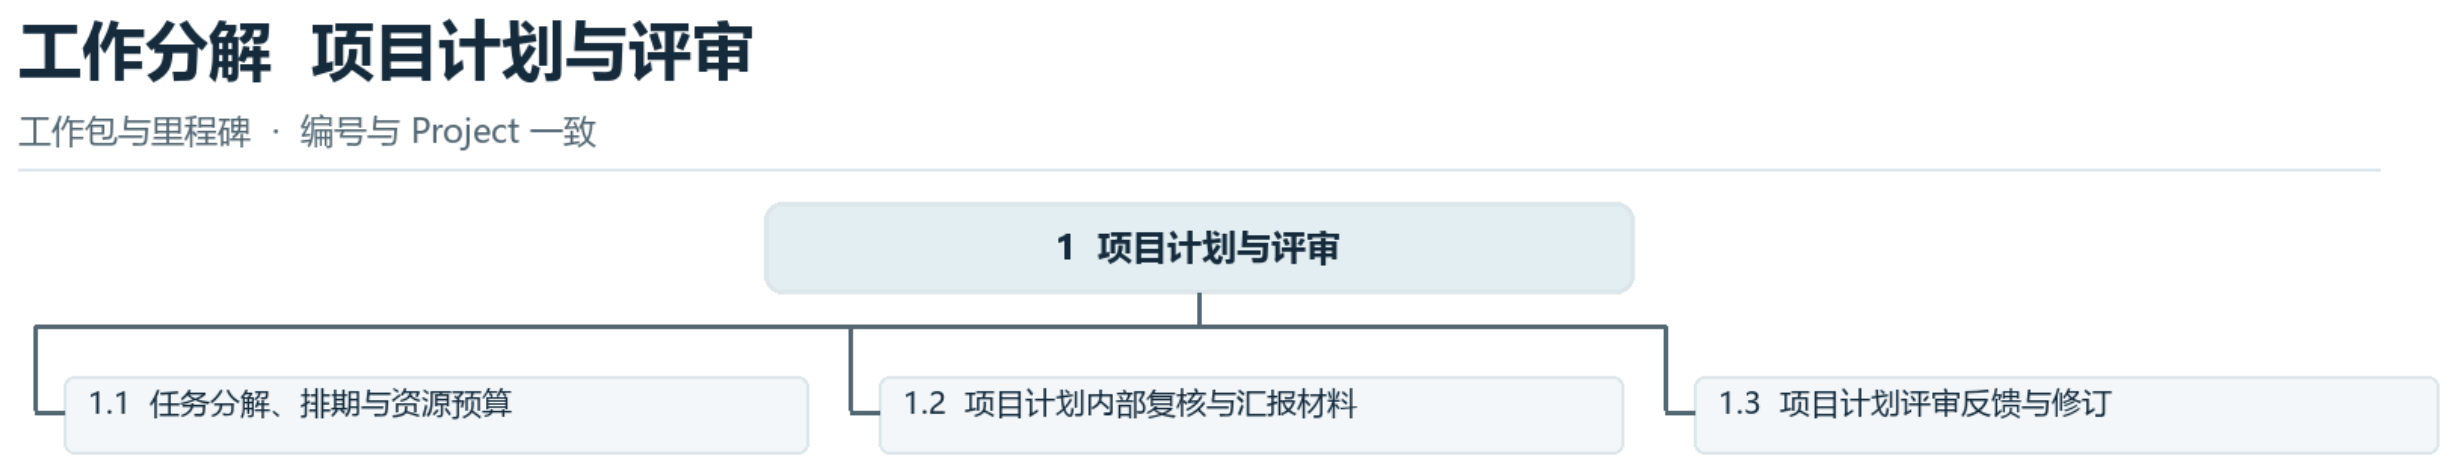 工作分解 项目计划与评审
工作包与里程碑 · 编号与 Project 一致
1 项目计划与评审
1.1 任务分解、排期与资源预算
1.2 项目计划内部复核与汇报材料
1.3 项目计划评审反馈与修订